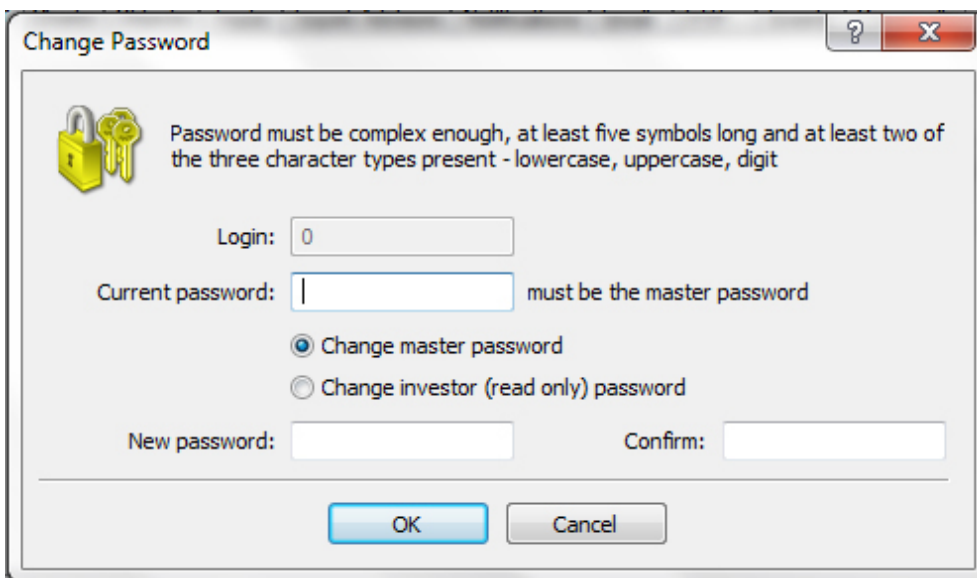 Change Password
Password must be complex enough, at least five symbols long and at least two of
the three character types present - lowercase, uppercase, digit
Login: 0
Current password: must be the master password
Change master password
Change investor (read only) password
New password: Confirm:
OK Cancel